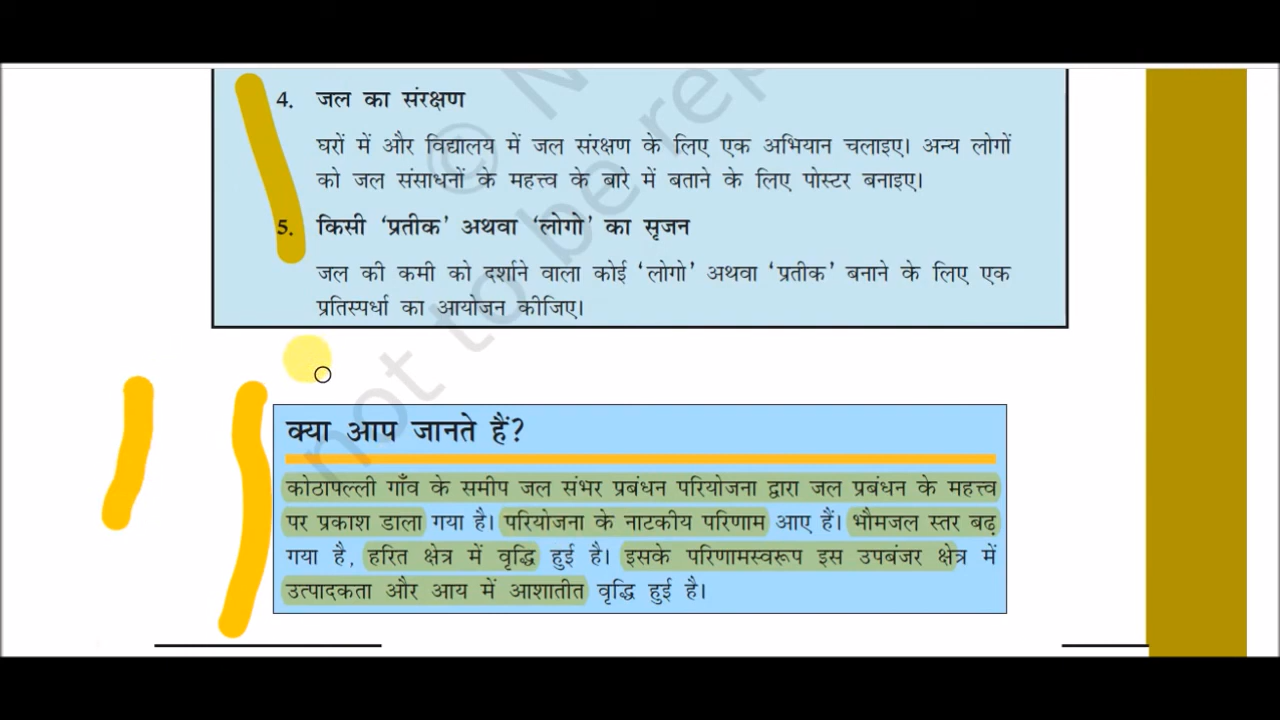 4. जल का संरक्षण
घरों में और विद्यालय में जल संरक्षण के लिए एक अभियान चलाइए। अन्य लोगों
को जल संसाधनों के महत्त्व के बारे में बताने के लिए पोस्टर बनाइए।
5. किसी ‘प्रतीक’ अथवा ‘लोगो’ का सृजन
जल की कमी को दर्शाने वाला कोई ‘लोगो’ अथवा ‘प्रतीक’ बनाने के लिए एक
प्रतिस्पर्धा का आयोजन कीजिए।
© N
not to be rep
क्या आप जानते हैं?
कोठापल्ली गाँव के समीप जल संभर प्रबंधन परियोजना द्वारा जल प्रबंधन के महत्त्व
पर प्रकाश डाला गया है। परियोजना के नाटकीय परिणाम आए हैं। भौमजल स्तर बढ़
गया है, हरित क्षेत्र में वृद्धि हुई है। इसके परिणामस्वरूप इस उपबंजर क्षेत्र में
उत्पादकता और आय में आशातीत वृद्धि हुई है।